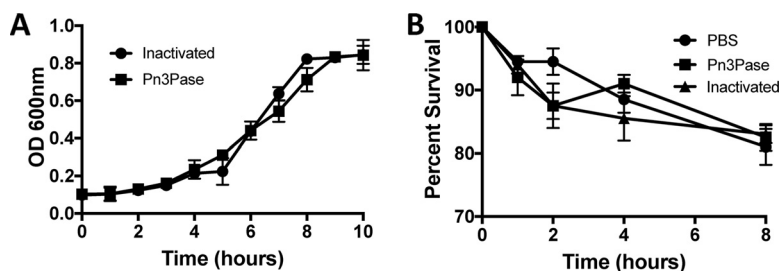 A
Inactivated
Pn3Pase
OD 600nm
1.0
0.8
0.6
0.4
0.2
0.0
0 2 4 6 8 10
Time (hours)
B
PBS
Pn3Pase
Inactivated
Percent Survival
100
90
80
70
0 2 4 6 8
Time (hours)